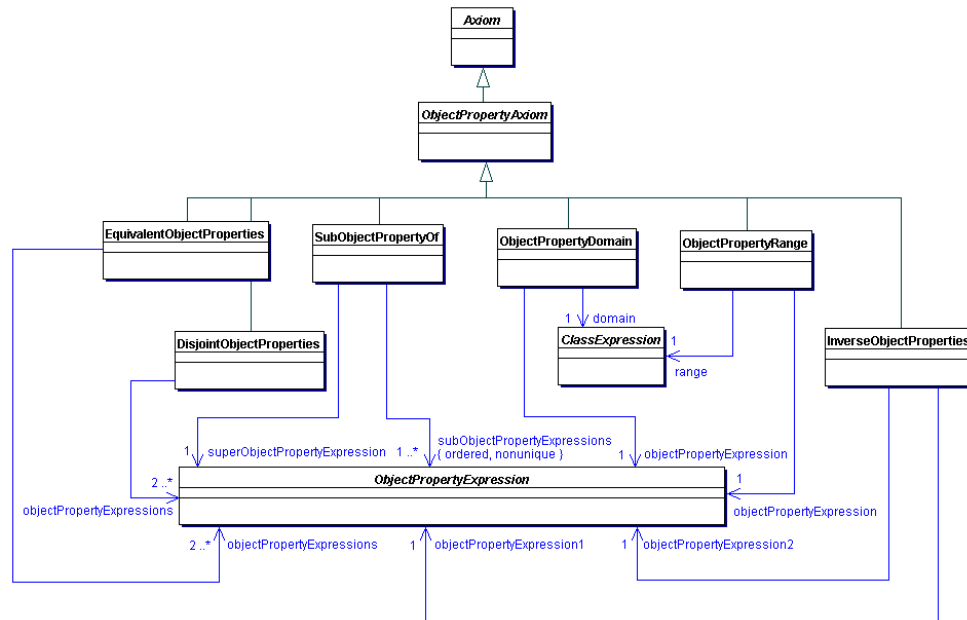 Axiom
ObjectPropertyAxiom
EquivalentObjectProperties
SubObjectPropertyOf
ObjectPropertyDomain
ObjectPropertyRange
1 domain
DisjointObjectProperties
ClassExpression
1
InverseObjectProperties
range
1 superObjectPropertyExpression
1 ..* subObjectPropertyExpressions
{ ordered, nonunique }
1 objectPropertyExpression
ObjectPropertyExpression
2 ..*
1
objectPropertyExpressions
objectPropertyExpression
2 ..* objectPropertyExpressions
1 objectPropertyExpression1
1 objectPropertyExpression2